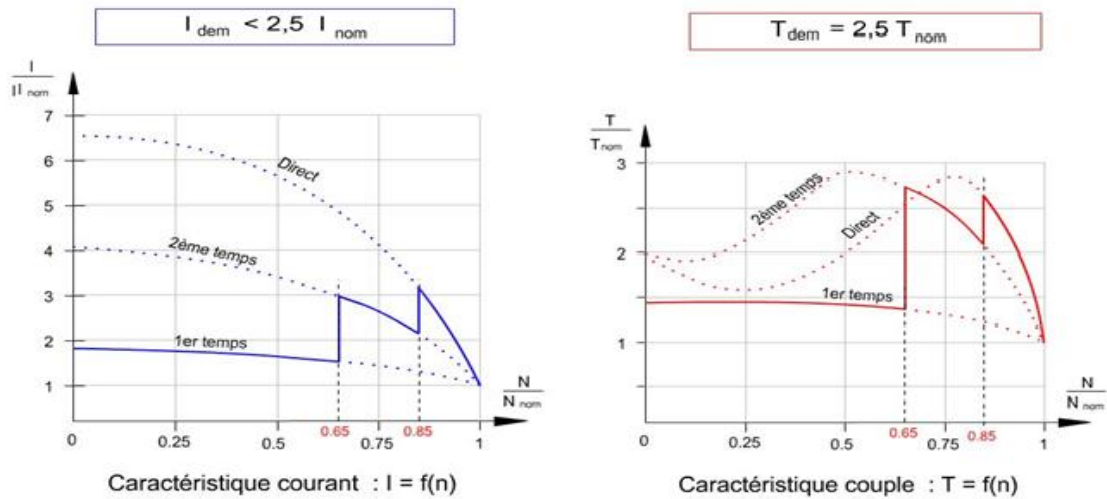 I dem < 2,5 I nom
T dem = 2,5 T nom
I
II nom
7
6
5
4
3
2
1
Direct
2ème temps
1er temps
0
0.25
0.5
0.65
0.75
0.85
1
N
N nom
Caractéristique courant : I = f(n)
T
T nom
3
2
1
2ème temps
Direct
1er temps
0
0.25
0.5
0.65
0.75
0.85
1
N
N nom
Caractéristique couple : T = f(n)